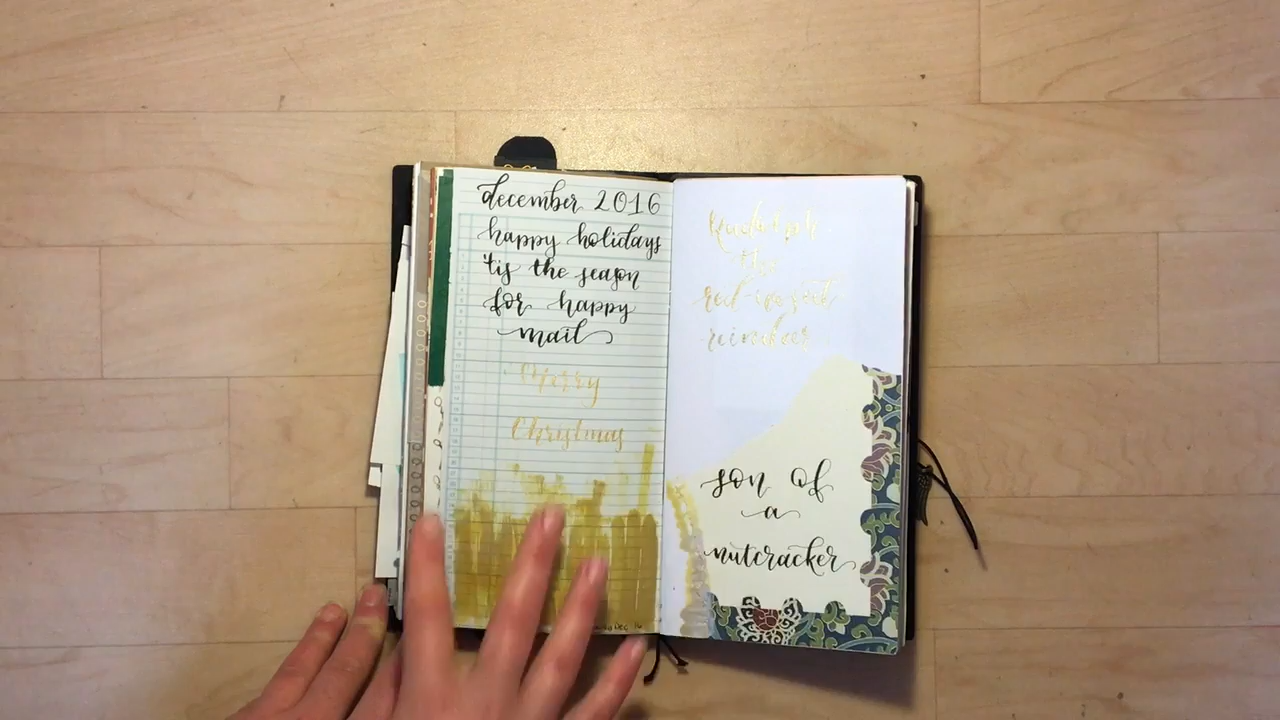 december 2016
happy holidays
'tis the season
for happy
mail
Merry
Christmas
Rudolph
the
red-nosed
reindeer
son of
a
nutcracker